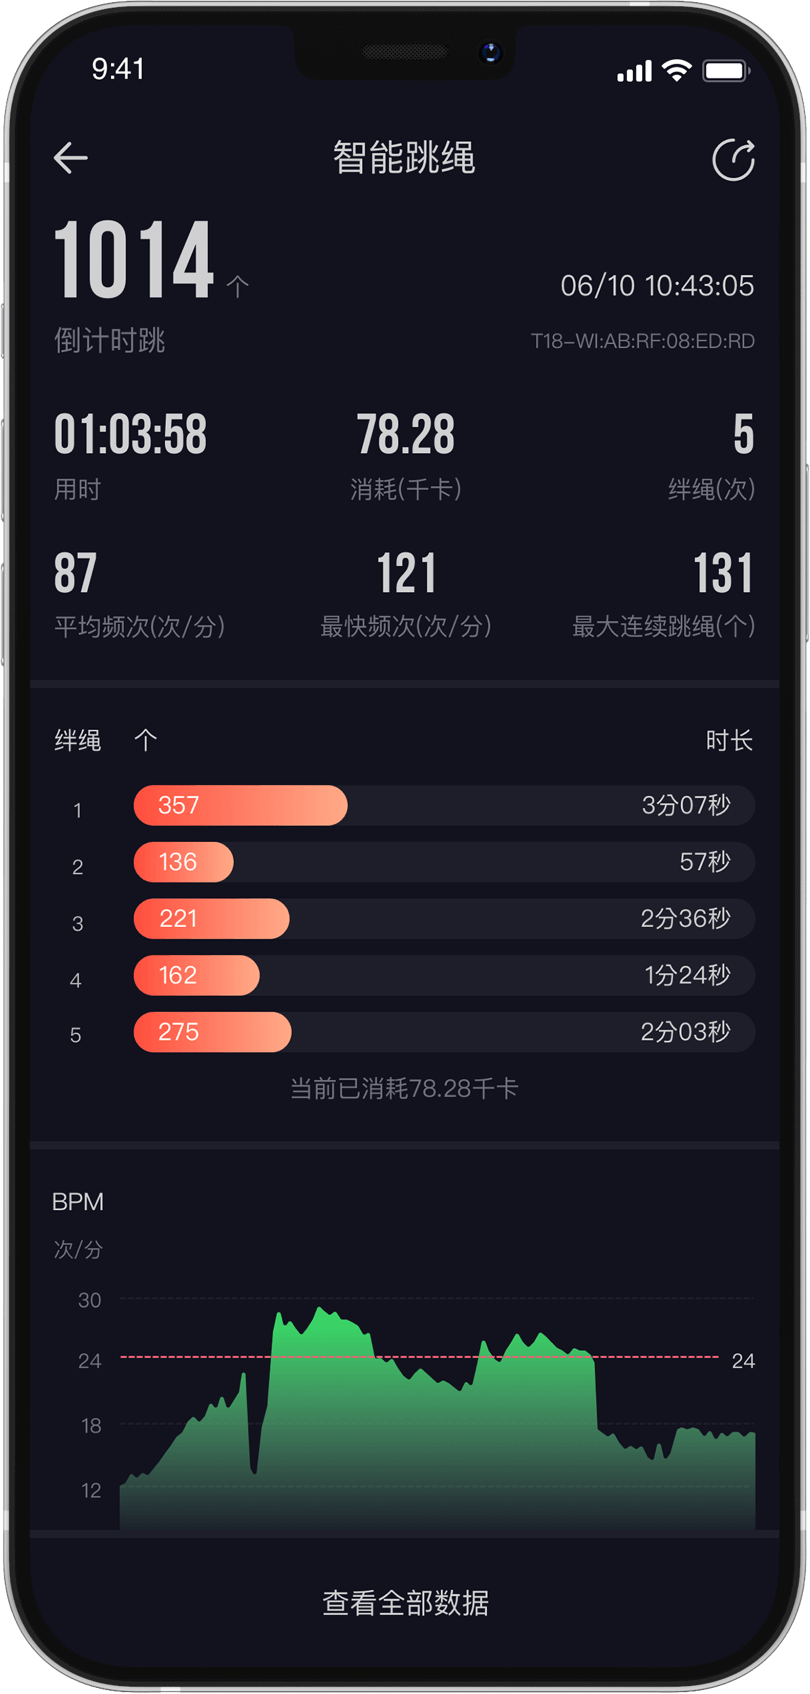 9:41
智能跳绳
1014 个
06/10 10:43:05
倒计时跳
T18-WI:AB:RF:08:ED:RD
01:03:58 78.28 5
用时 消耗(千卡) 绊绳(次)
87 121 131
平均频次(次/分) 最快频次(次/分) 最大连续跳绳(个)
绊绳 个 时长
1 357 3分07秒
2 136 57秒
3 221 2分36秒
4 162 1分24秒
5 275 2分03秒
当前已消耗78.28千卡
BPM
次/分
30
24 24
18
12
查看全部数据